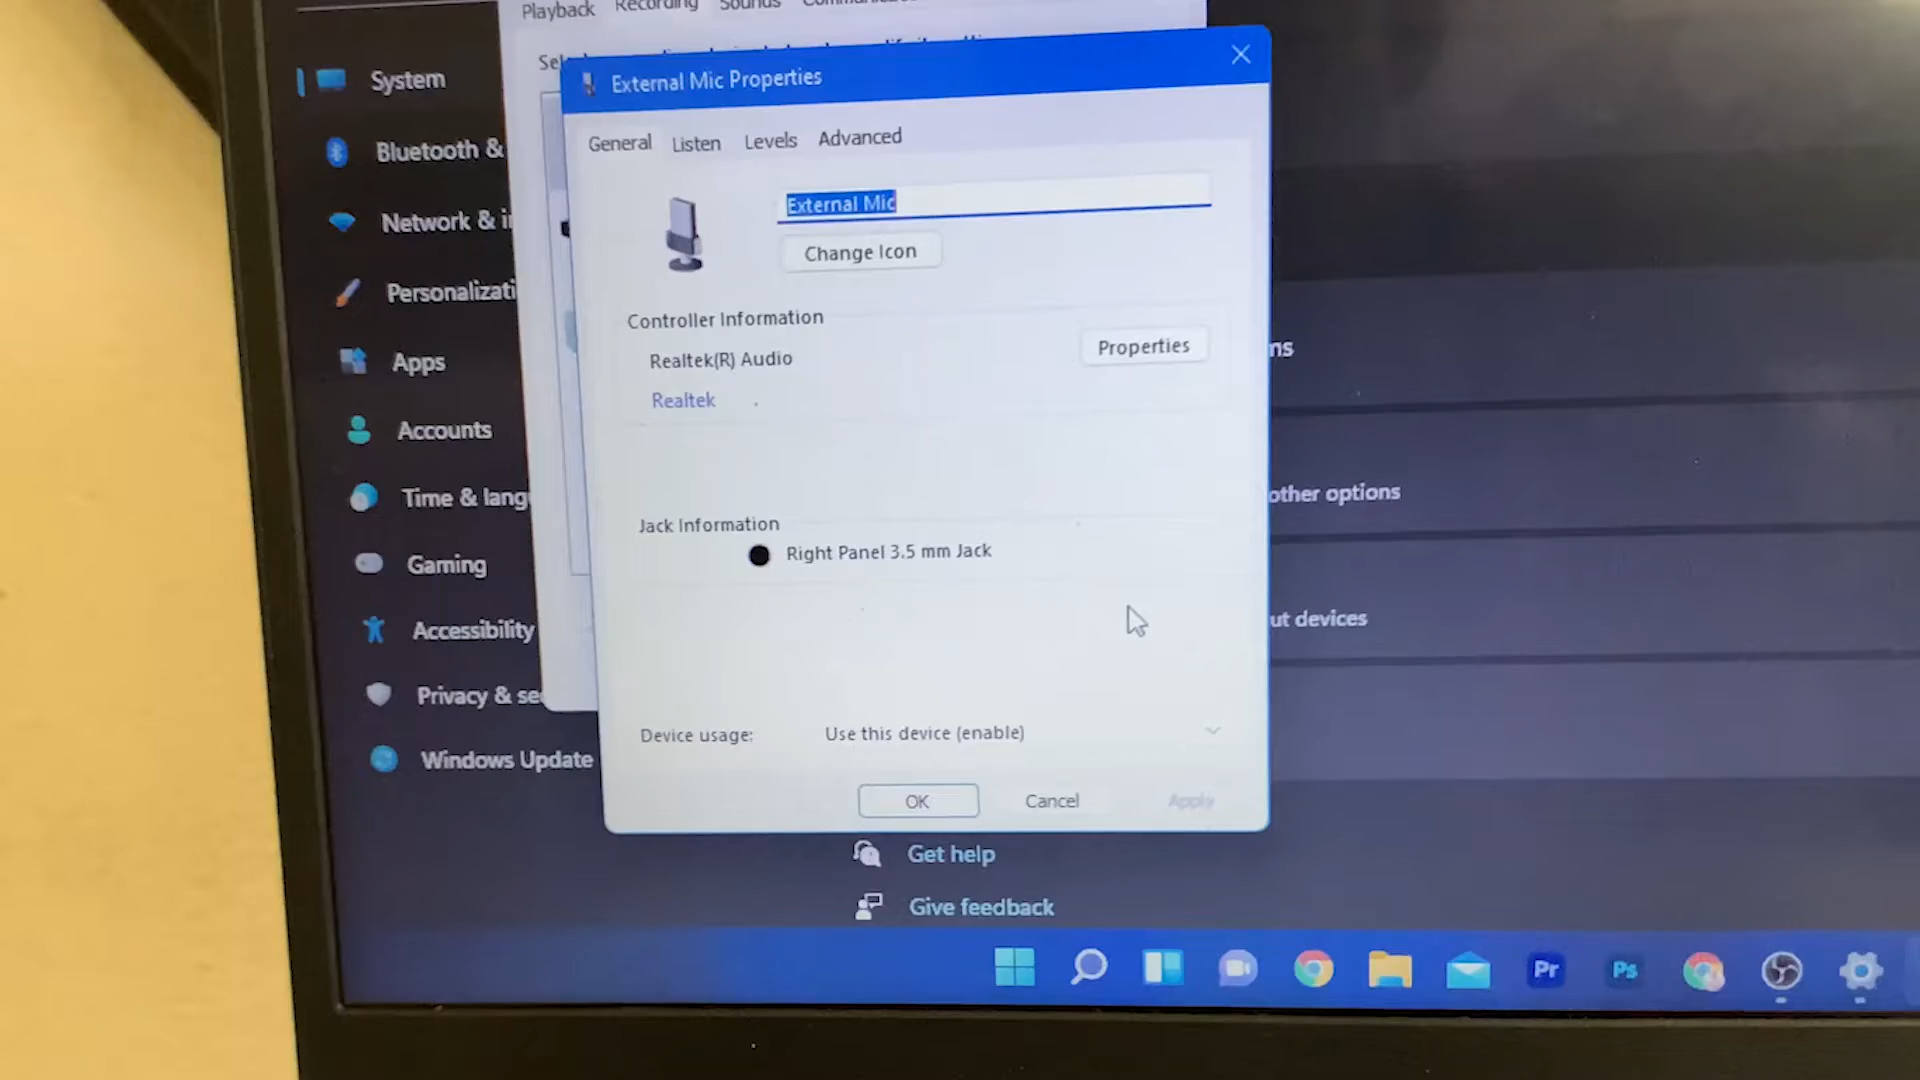 Playback Recording Sounds
External Mic Properties
General Listen Levels Advanced
External Mic
Change Icon
Controller Information
Realtek(R) Audio
Properties
Realtek
Jack Information
Right Panel 3.5 mm Jack
Device usage:
Use this device (enable)
OK
Cancel
Apply
System
Bluetooth &
Network & i
Personalizati
Apps
Accounts
Time & lang
Gaming
Accessibility
Privacy & se
Windows Update
ns
other options
ut devices
Get help
Give feedback
Pr
Ps